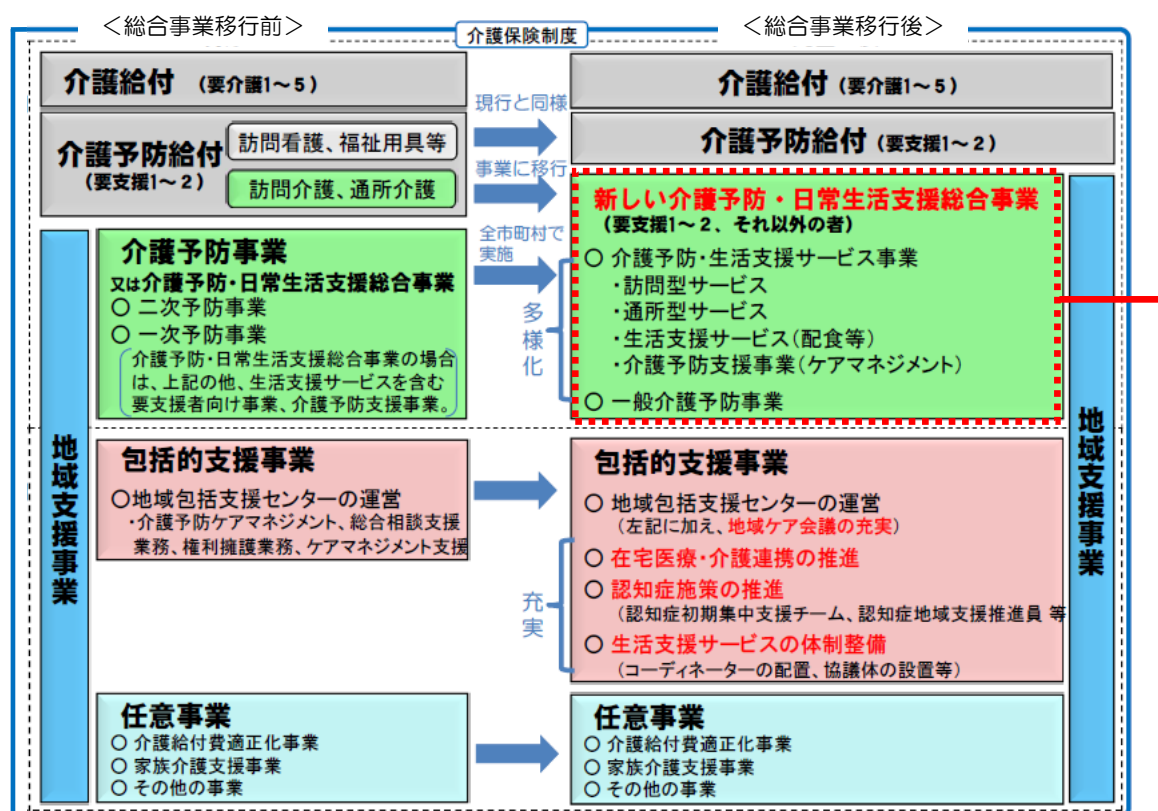 ＜総合事業移行前＞
介護保険制度
＜総合事業移行後＞
介護給付 （要介護1～5）
現行と同様
介護給付（要介護1～5）
介護予防給付
（要支援1～2）
訪問看護、福祉用具等
訪問介護、通所介護
事業に移行
介護予防給付（要支援1～2）
新しい介護予防・日常生活支援総合事業
（要支援1～2、それ以外の者）
○ 介護予防・生活支援サービス事業
・訪問型サービス
・通所型サービス
・生活支援サービス（配食等）
・介護予防支援事業（ケアマネジメント）
○ 一般介護予防事業
全市町村で
実施
多様化
介護予防事業
又は介護予防・日常生活支援総合事業
○ 二次予防事業
○ 一次予防事業
介護予防・日常生活支援総合事業の場合
は、上記の他、生活支援サービスを含む
要支援者向け事業、介護予防支援事業。
地域支援事業
包括的支援事業
○地域包括支援センターの運営
・介護予防ケアマネジメント、総合相談支援
業務、権利擁護業務、ケアマネジメント支援
充実
包括的支援事業
○ 地域包括支援センターの運営
（左記に加え、地域ケア会議の充実）
○ 在宅医療・介護連携の推進
○ 認知症施策の推進
（認知症初期集中支援チーム、認知症地域支援推進員 等
○ 生活支援サービスの体制整備
（コーディネーターの配置、協議体の設置等）
地域支援事業
任意事業
○ 介護給付費適正化事業
○ 家族介護支援事業
○ その他の事業
任意事業
○ 介護給付費適正化事業
○ 家族介護支援事業
○ その他の事業